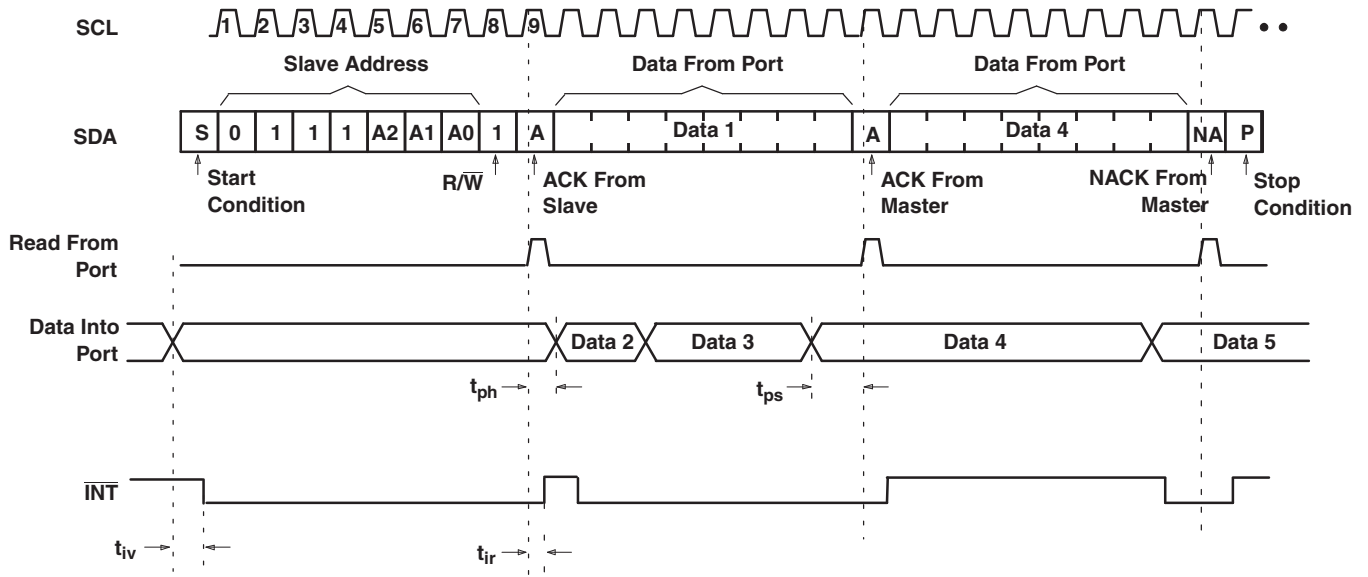 SCL 1 2 3 4 5 6 7 8 9
Slave Address Data From Port Data From Port
SDA S 0 1 1 1 A2 A1 A0 1 A Data 1 A Data 4 NA P
Start Condition
R/W̅
ACK From Slave
ACK From Master
NACK From Master
Stop Condition
Read From Port
Data Into Port
Data 2 Data 3 Data 4 Data 5
tph tps
I̅N̅T̅
tiv tir